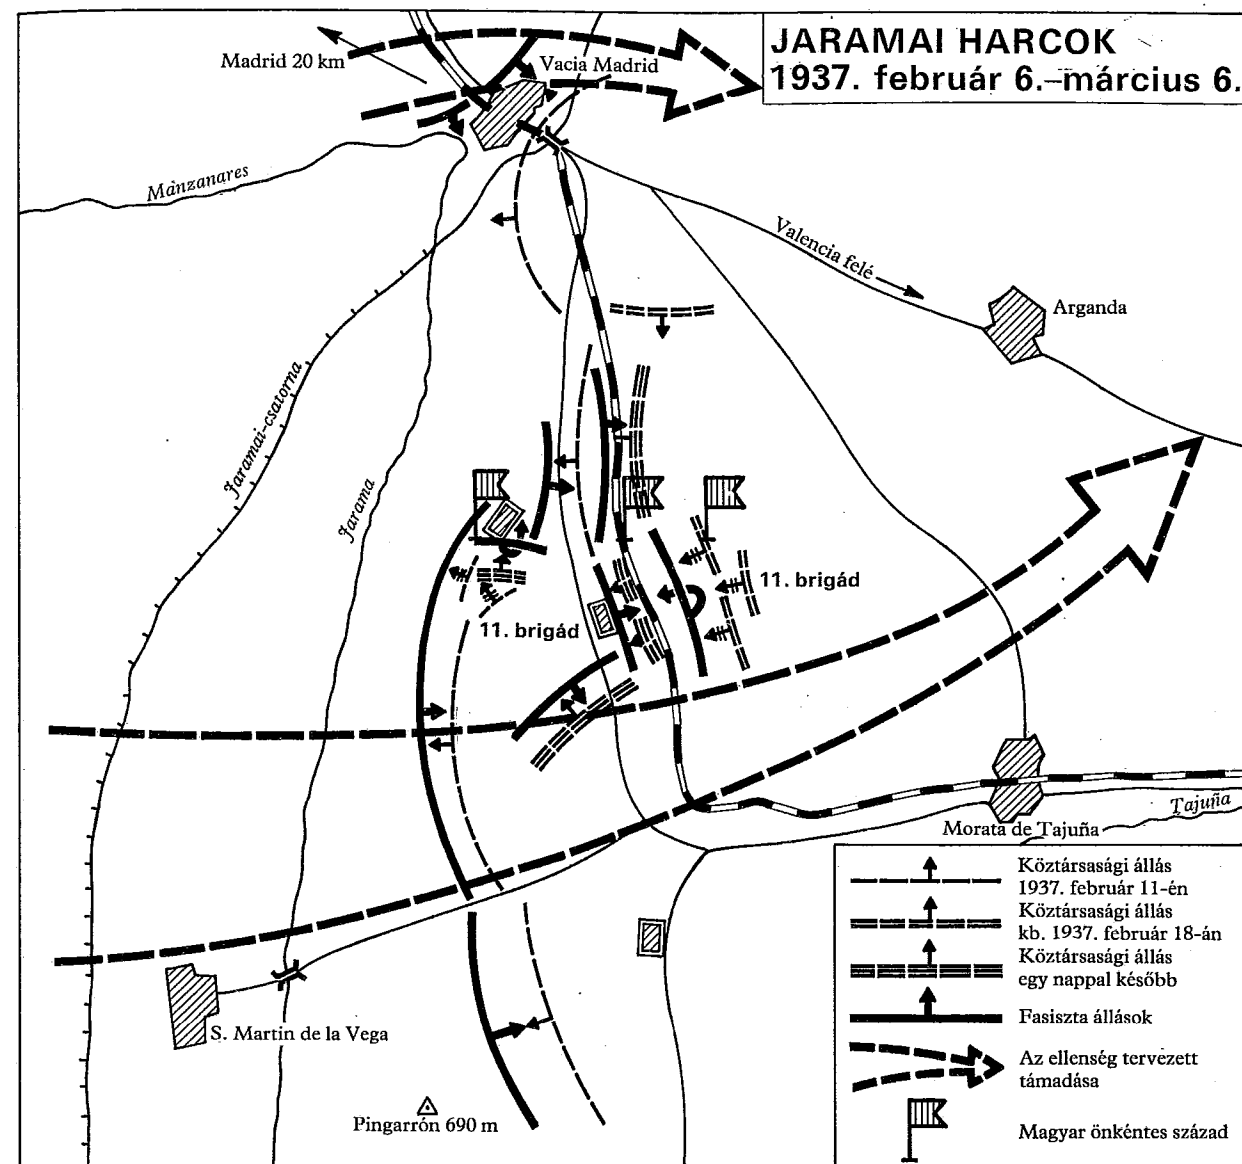 JARAMAI HARCOK
1937. február 6.–március 6.
Madrid 20 km
Vacia Madrid
Manzanares
Valencia felé
Arganda
Jaramai-csatorna
Jarama
11. brigád
11. brigád
Tajuña
Morata de Tajuña
S. Martin de la Vega
Pingarrón 690 m
Köztársasági állás
1937. február 11-én
Köztársasági állás
kb. 1937. február 18-án
Köztársasági állás
egy nappal később
Fasiszta állások
Az ellenség tervezett
támadása
Magyar önkéntes század